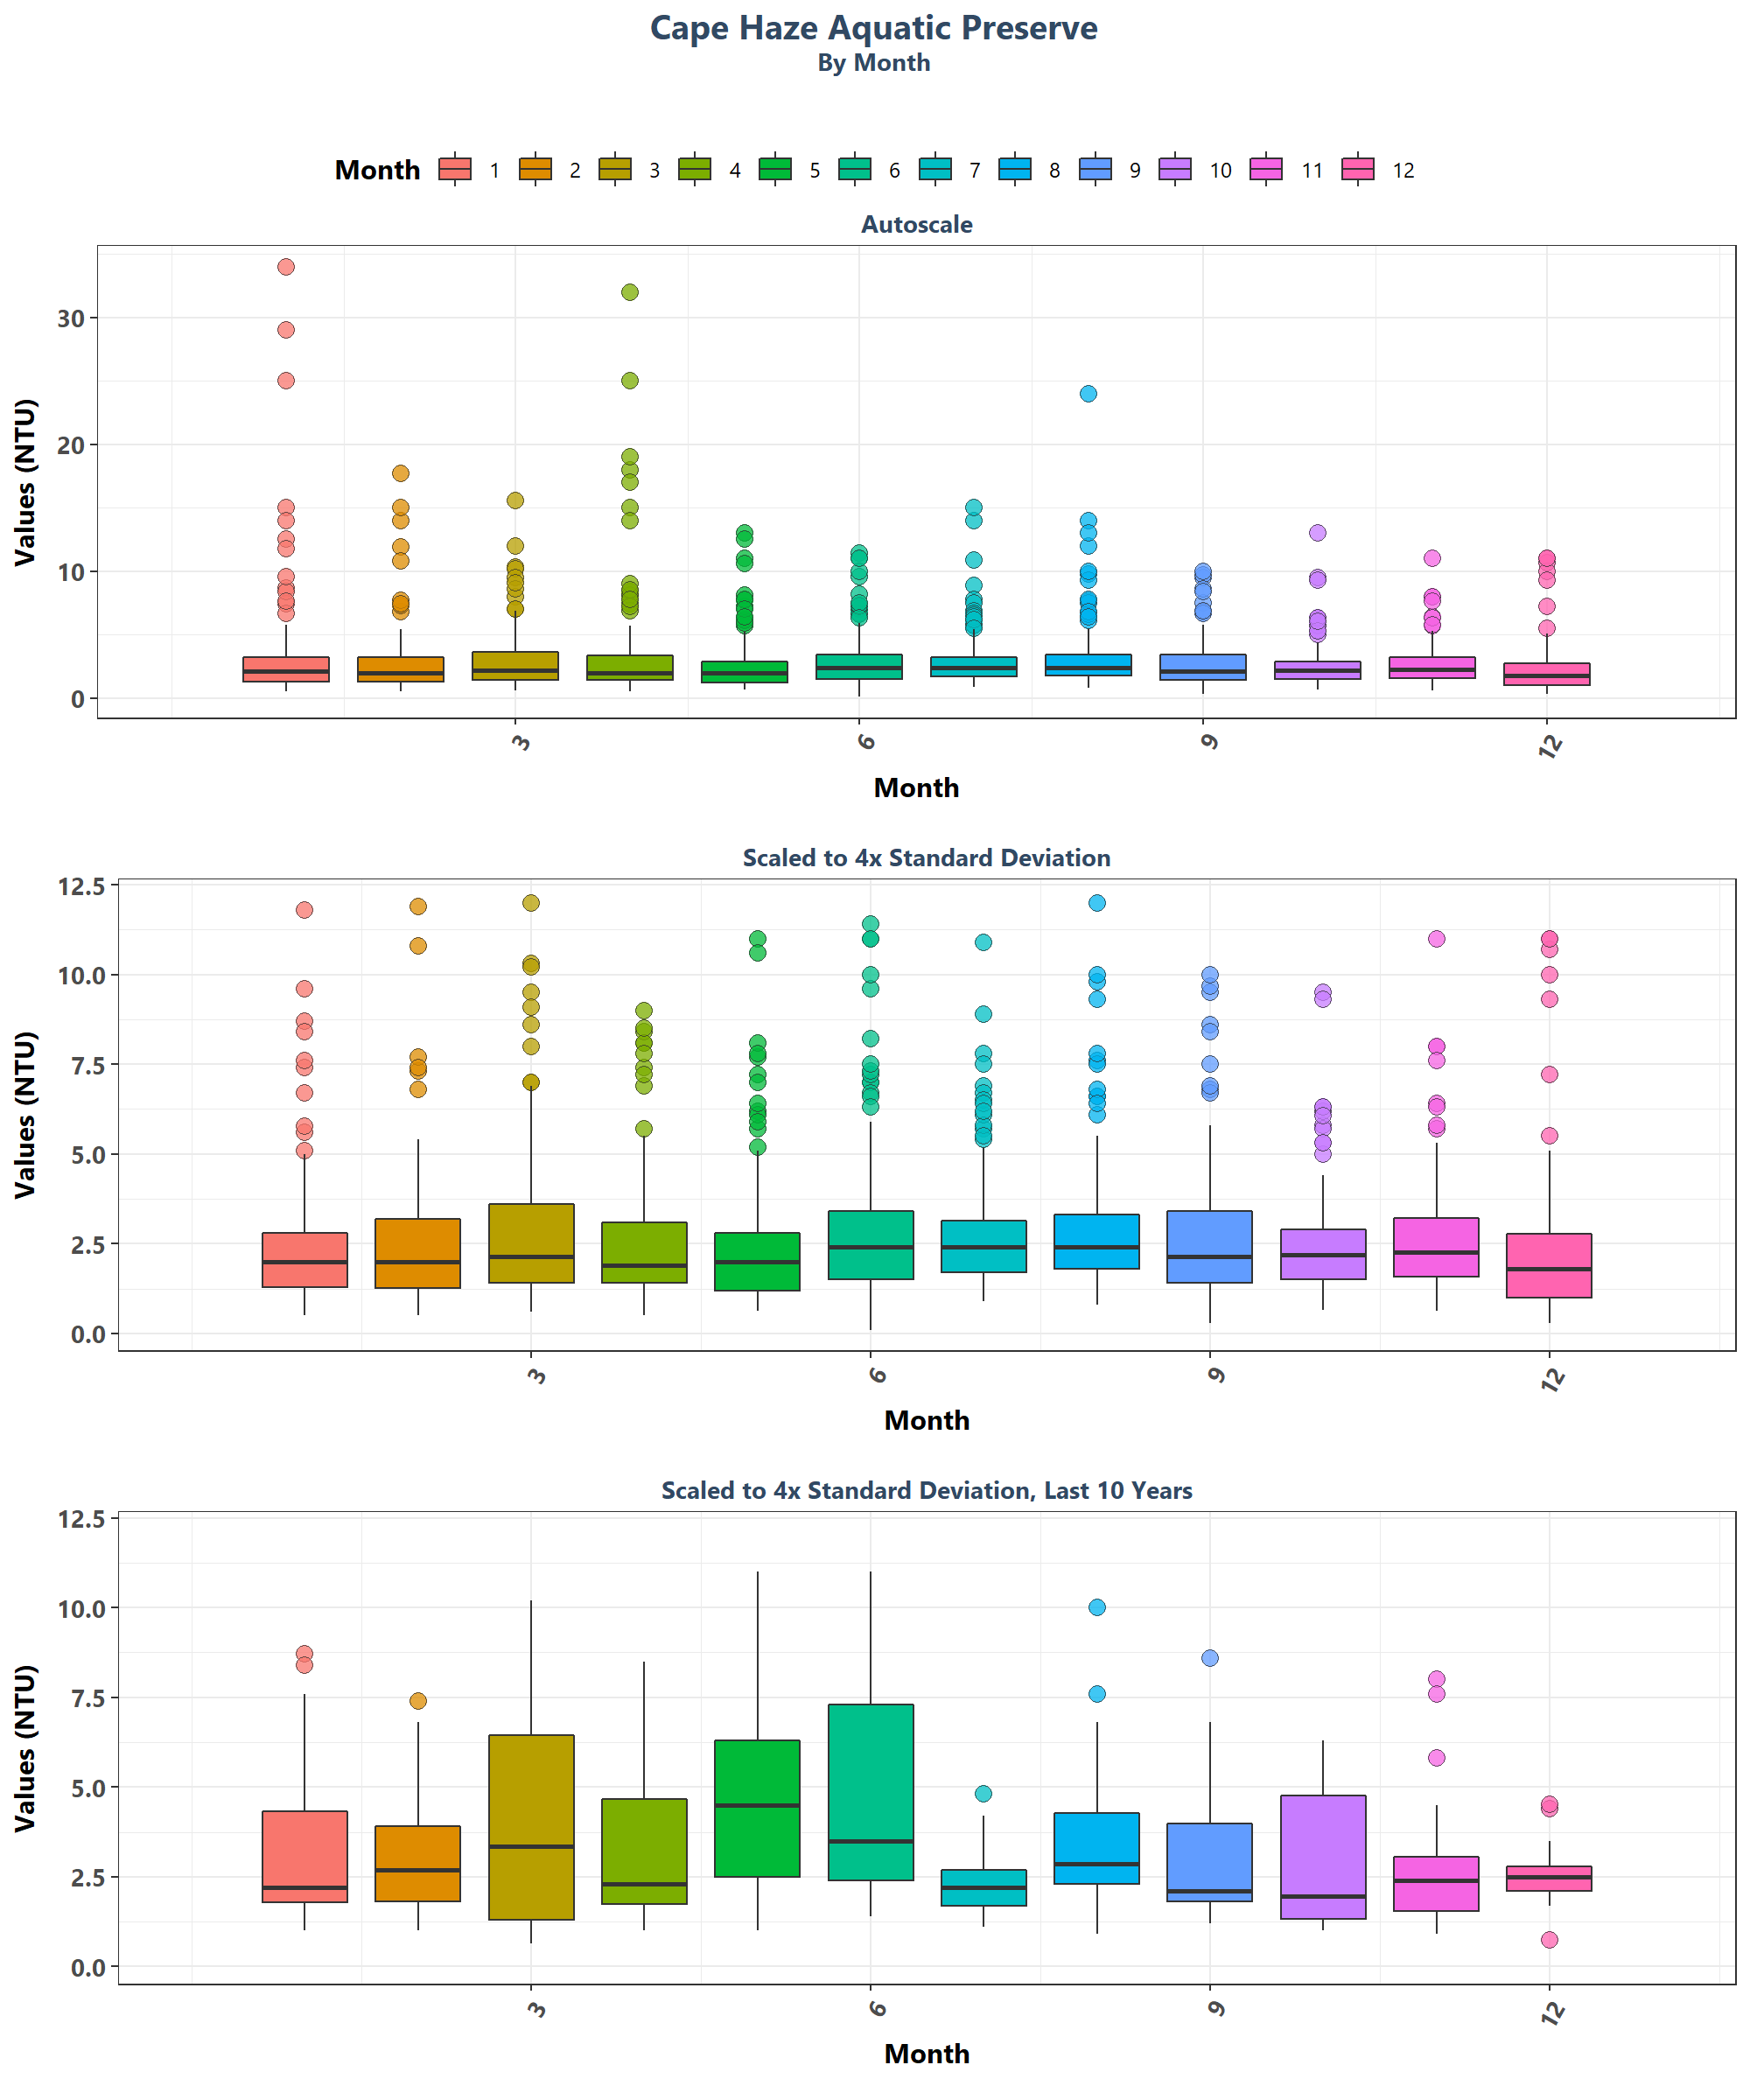 Cape Haze Aquatic Preserve
By Month
Month 1 2 3 4 5 6 7 8 9 10 11 12
Autoscale
Values (NTU)
30
20
10
0
3 6 9 12
Month
Scaled to 4x Standard Deviation
Values (NTU)
12.5
10.0
7.5
5.0
2.5
0.0
3 6 9 12
Month
Scaled to 4x Standard Deviation, Last 10 Years
Values (NTU)
12.5
10.0
7.5
5.0
2.5
0.0
3 6 9 12
Month